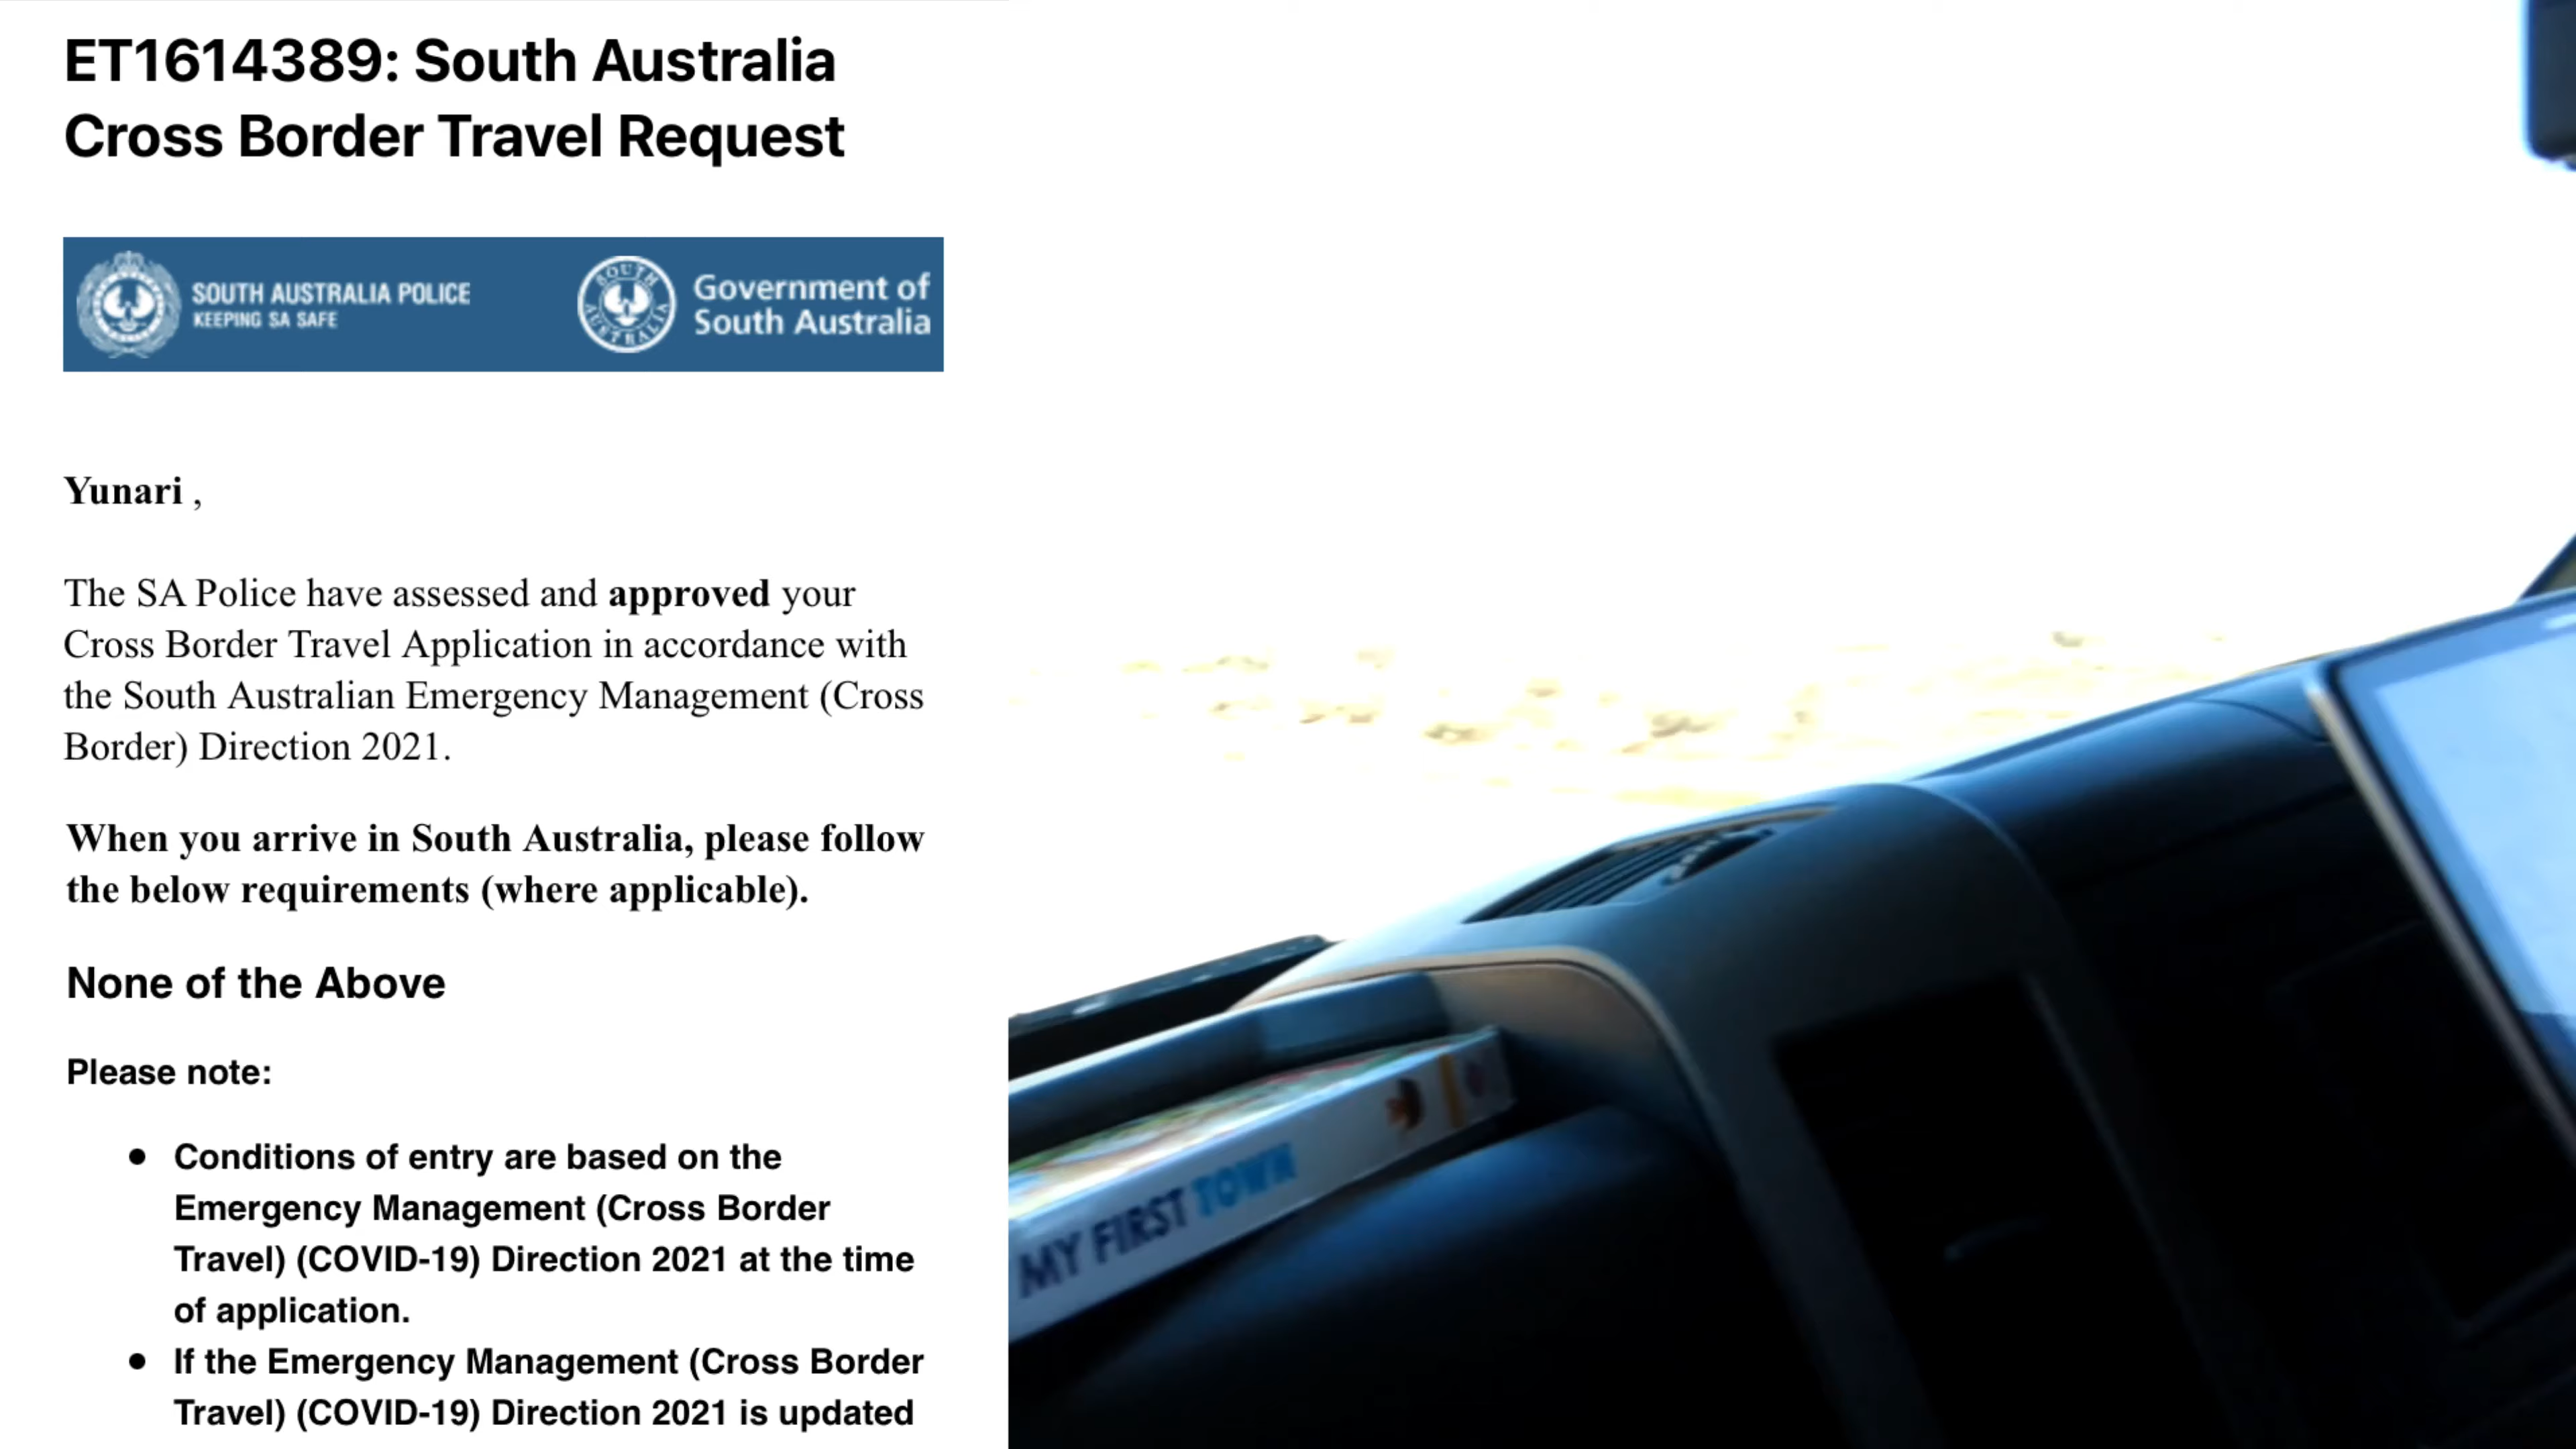 ET1614389: South Australia
Cross Border Travel Request
SOUTH AUSTRALIA POLICE
KEEPING SA SAFE
SOUTH AUSTRALIA
Government of
South Australia
Yunari ,
The SA Police have assessed and approved your
Cross Border Travel Application in accordance with
the South Australian Emergency Management (Cross
Border) Direction 2021.
When you arrive in South Australia, please follow
the below requirements (where applicable).
None of the Above
Please note:
• Conditions of entry are based on the
Emergency Management (Cross Border
Travel) (COVID-19) Direction 2021 at the time
of application.
• If the Emergency Management (Cross Border
Travel) (COVID-19) Direction 2021 is updated
MY FIRST TOWN